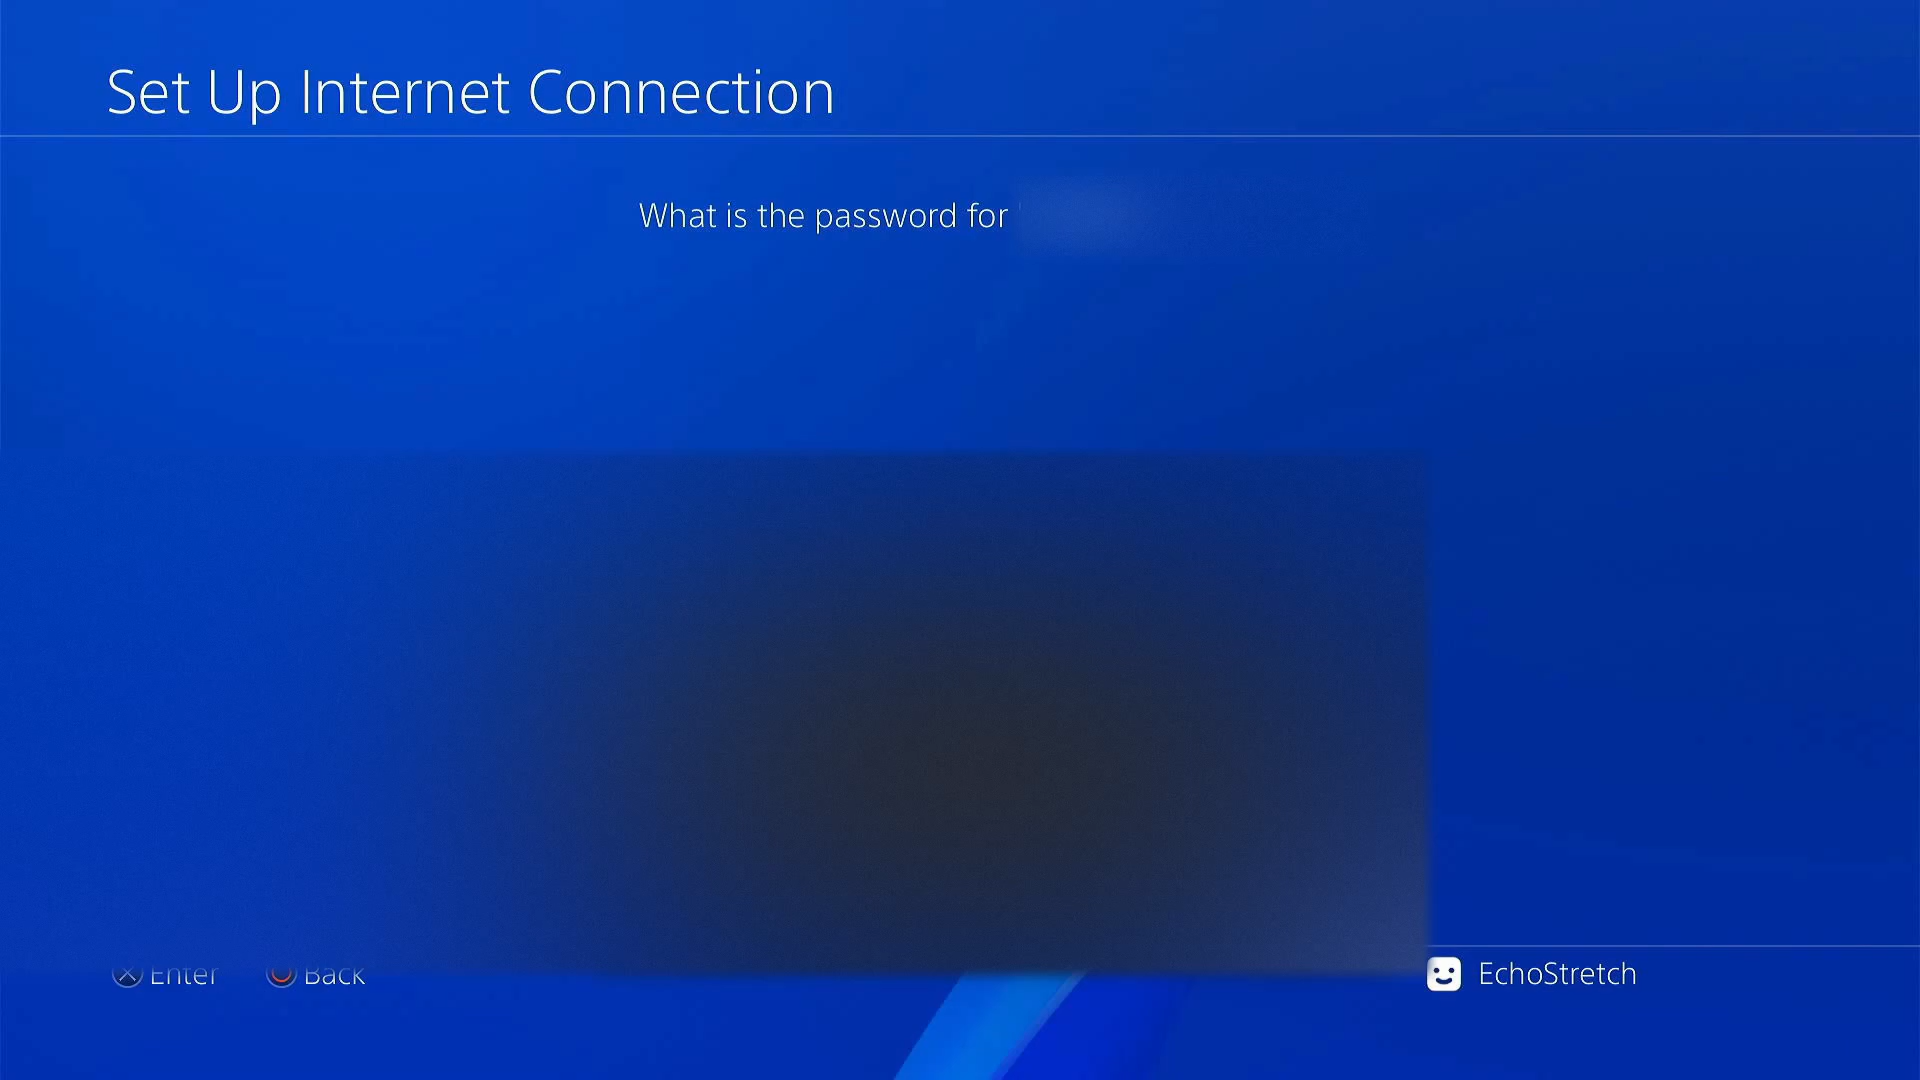 Set Up Internet Connection
What is the password for
Enter Back EchoStretch